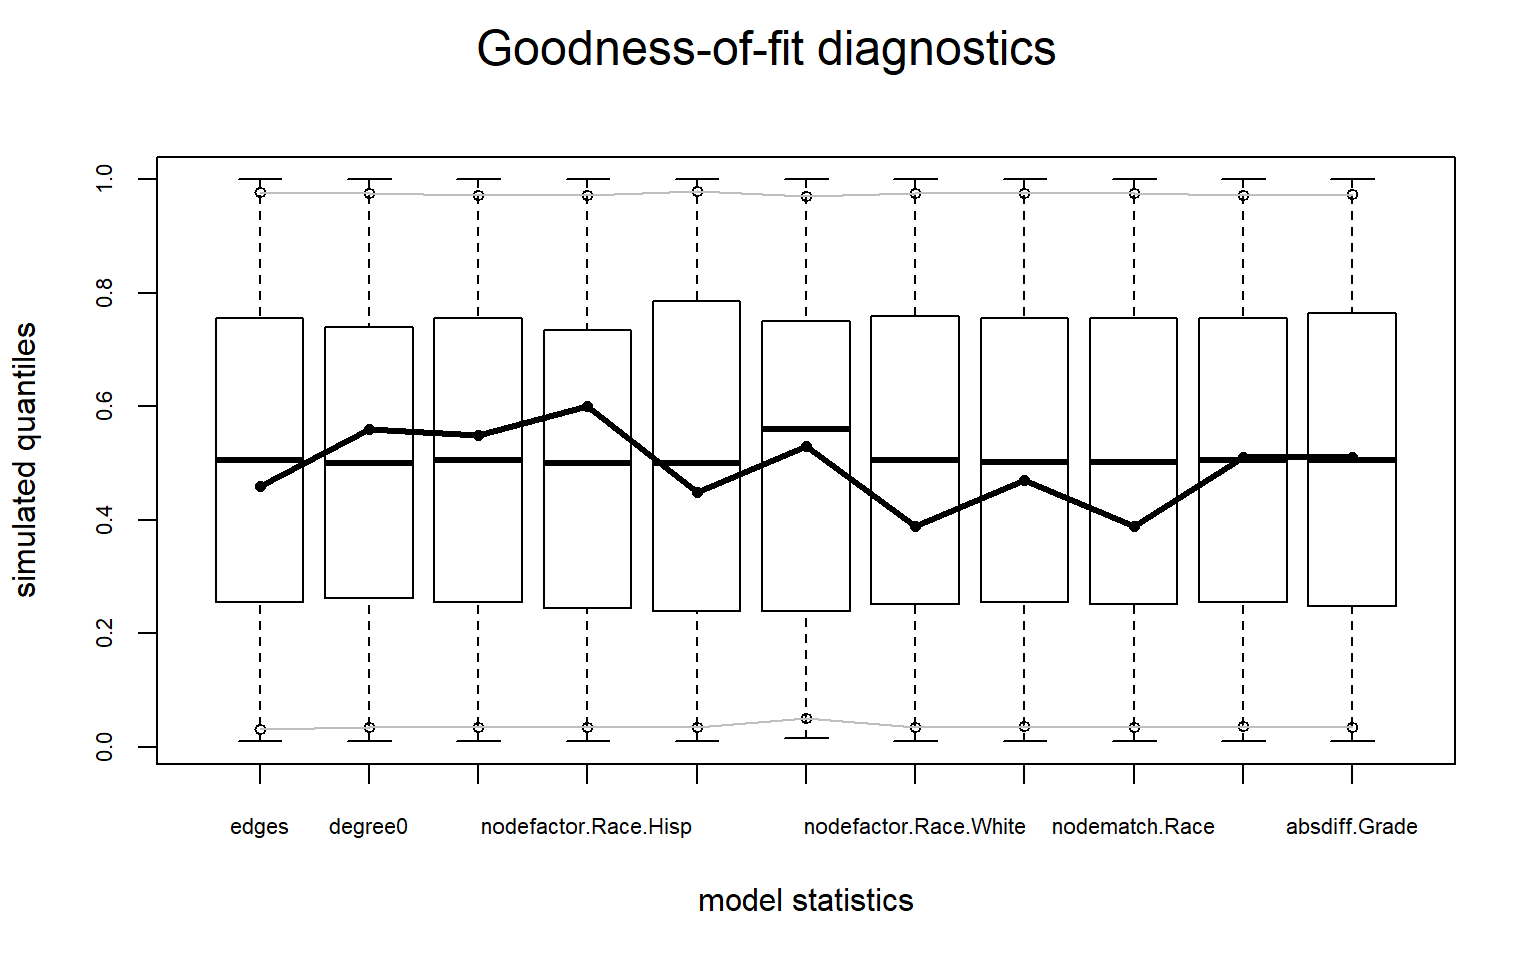 Goodness-of-fit diagnostics
simulated quantiles
1.0
0.8
0.6
0.4
0.2
0.0
edges degree0 nodefactor.Race.Hisp nodefactor.Race.White nodematch.Race absdiff.Grade
model statistics